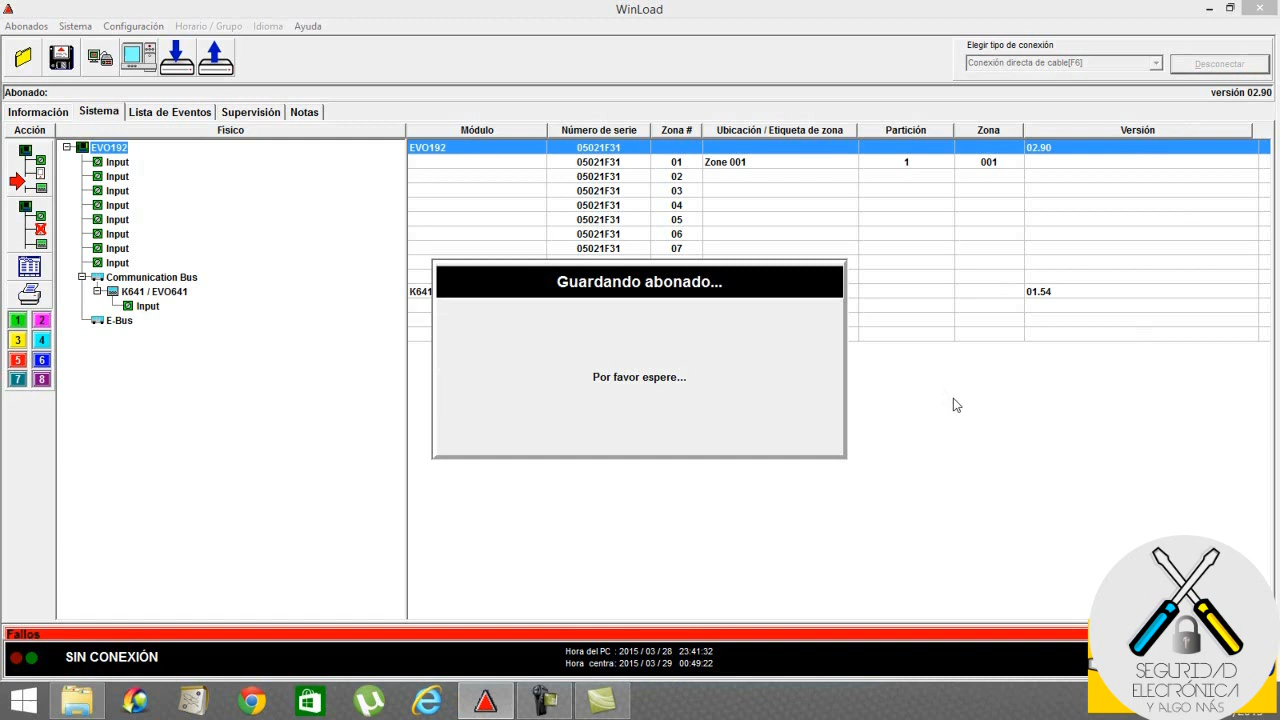 WinLoad
Abonados Sistema Configuración Horario / Grupo Idioma Ayuda
Elegir tipo de conexión
Conexión directa de cable[F6] Desconectar
Abonado: versión 02.90
Información Sistema Lista de Eventos Supervisión Notas
Acción Físico Módulo Número de serie Zona # Ubicación / Etiqueta de zona Partición Zona Versión
EVO192 EVO192 05021F31 02.90
Input 05021F31 01 Zone 001 1 001
Input 05021F31 02
Input 05021F31 03
Input 05021F31 04
Input 05021F31 05
Input 05021F31 06
Input 05021F31 07
Input
Communication Bus
K641 / EVO641 K641 01.54
Input
E-Bus
Guardando abonado...
Por favor espere...
1 2
3 4
5 6
7 8
Fallos
SIN CONEXIÓN
Hora del PC : 2015 / 03 / 28 23:41:32
Hora centra: 2015 / 03 / 29 00:49:22
SEGURIDAD
ELECTRÓNICA
Y ALGO MÁS